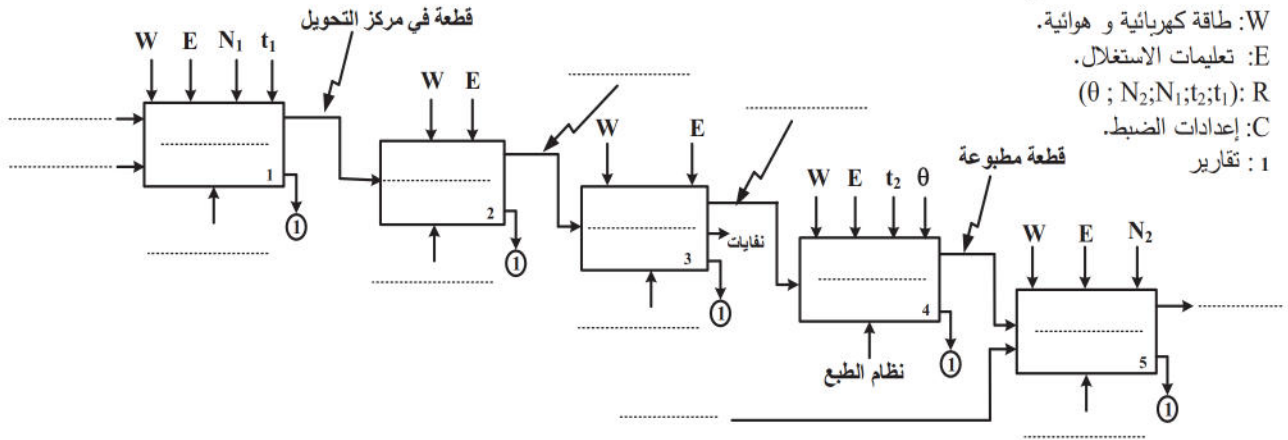 قطعة في مركز التحويل
W: طاقة كهربائية و هوائية.
E: تعليمات الاستغلال.
R :(θ ; N₂;N₁;t₂;t₁)
C: إعدادات الضبط.
1 : تقارير
W E N₁ t₁
1
1
W E
2
1
W E
نفايات
3
1
W E t₂ θ
4
1
نظام الطبع
قطعة مطبوعة
W E N₂
5
1